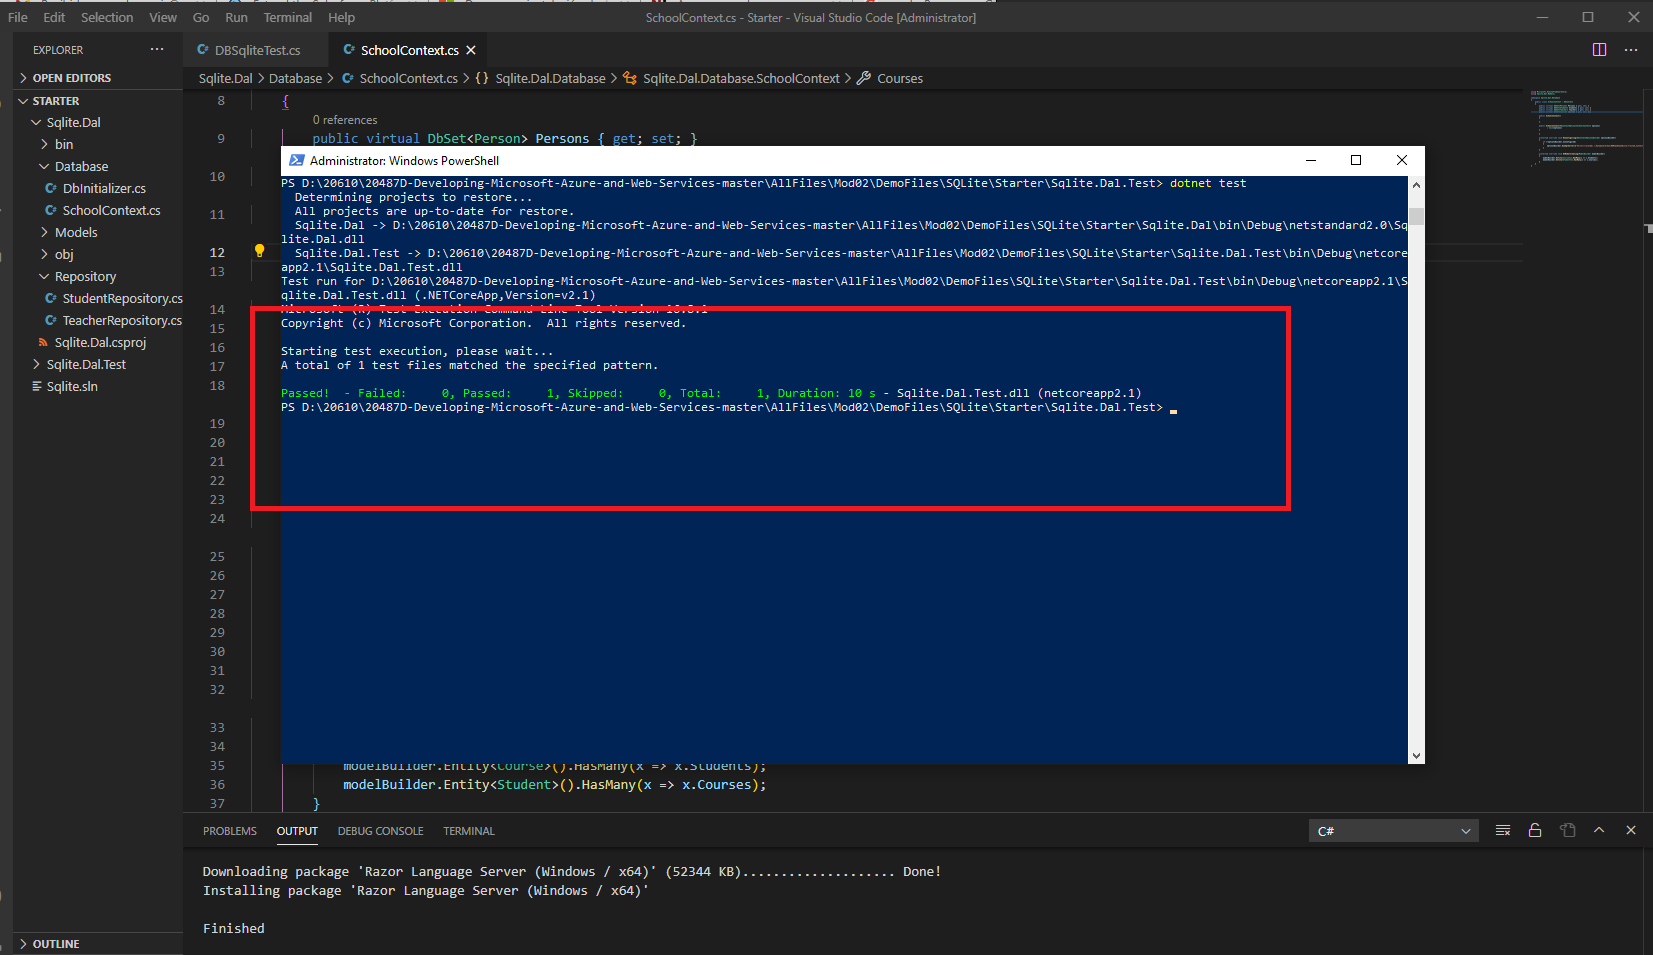 File Edit Selection View Go Run Terminal Help
SchoolContext.cs - Starter - Visual Studio Code [Administrator]
EXPLORER ···
OPEN EDITORS
STARTER
Sqlite.Dal
bin
Database
DbInitializer.cs
SchoolContext.cs
Models
obj
Repository
StudentRepository.cs
TeacherRepository.cs
Sqlite.Dal.csproj
Sqlite.Dal.Test
Sqlite.sln
OUTLINE
DBSqliteTest.cs
SchoolContext.cs
Sqlite.Dal > Database > SchoolContext.cs > {} Sqlite.Dal.Database > Sqlite.Dal.Database.SchoolContext > Courses
8 {
0 references
9 public virtual DbSet<Person> Persons { get; set; }
10
11
12
13
14
15
16
17
18
19
20
21
22
23
24
25
26
27
28
29
30
31
32
33
34
35 modelBuilder.Entity<Course>().HasMany(x => x.Students);
36 modelBuilder.Entity<Student>().HasMany(x => x.Courses);
37 }
Administrator: Windows PowerShell
PS D:\20610\20487D-Developing-Microsoft-Azure-and-Web-Services-master\AllFiles\Mod02\DemoFiles\SQLite\Starter\Sqlite.Dal.Test> dotnet test
Determining projects to restore...
All projects are up-to-date for restore.
Sqlite.Dal -> D:\20610\20487D-Developing-Microsoft-Azure-and-Web-Services-master\AllFiles\Mod02\DemoFiles\SQLite\Starter\Sqlite.Dal\bin\Debug\netstandard2.0\Sq
lite.Dal.dll
Sqlite.Dal.Test -> D:\20610\20487D-Developing-Microsoft-Azure-and-Web-Services-master\AllFiles\Mod02\DemoFiles\SQLite\Starter\Sqlite.Dal.Test\bin\Debug\netcore
app2.1\Sqlite.Dal.Test.dll
Test run for D:\20610\20487D-Developing-Microsoft-Azure-and-Web-Services-master\AllFiles\Mod02\DemoFiles\SQLite\Starter\Sqlite.Dal.Test\bin\Debug\netcoreapp2.1\S
qlite.Dal.Test.dll (.NETCoreApp,Version=v2.1)
Microsoft (R) Test Execution Command Line Tool Version
Copyright (c) Microsoft Corporation.  All rights reserved.
Starting test execution, please wait...
A total of 1 test files matched the specified pattern.
Passed!  - Failed:     0, Passed:     1, Skipped:     0, Total:     1, Duration: 10 s - Sqlite.Dal.Test.dll (netcoreapp2.1)
PS D:\20610\20487D-Developing-Microsoft-Azure-and-Web-Services-master\AllFiles\Mod02\DemoFiles\SQLite\Starter\Sqlite.Dal.Test>
PROBLEMS OUTPUT DEBUG CONSOLE TERMINAL
C#
Downloading package 'Razor Language Server (Windows / x64)' (52344 KB).................... Done!
Installing package 'Razor Language Server (Windows / x64)'
Finished